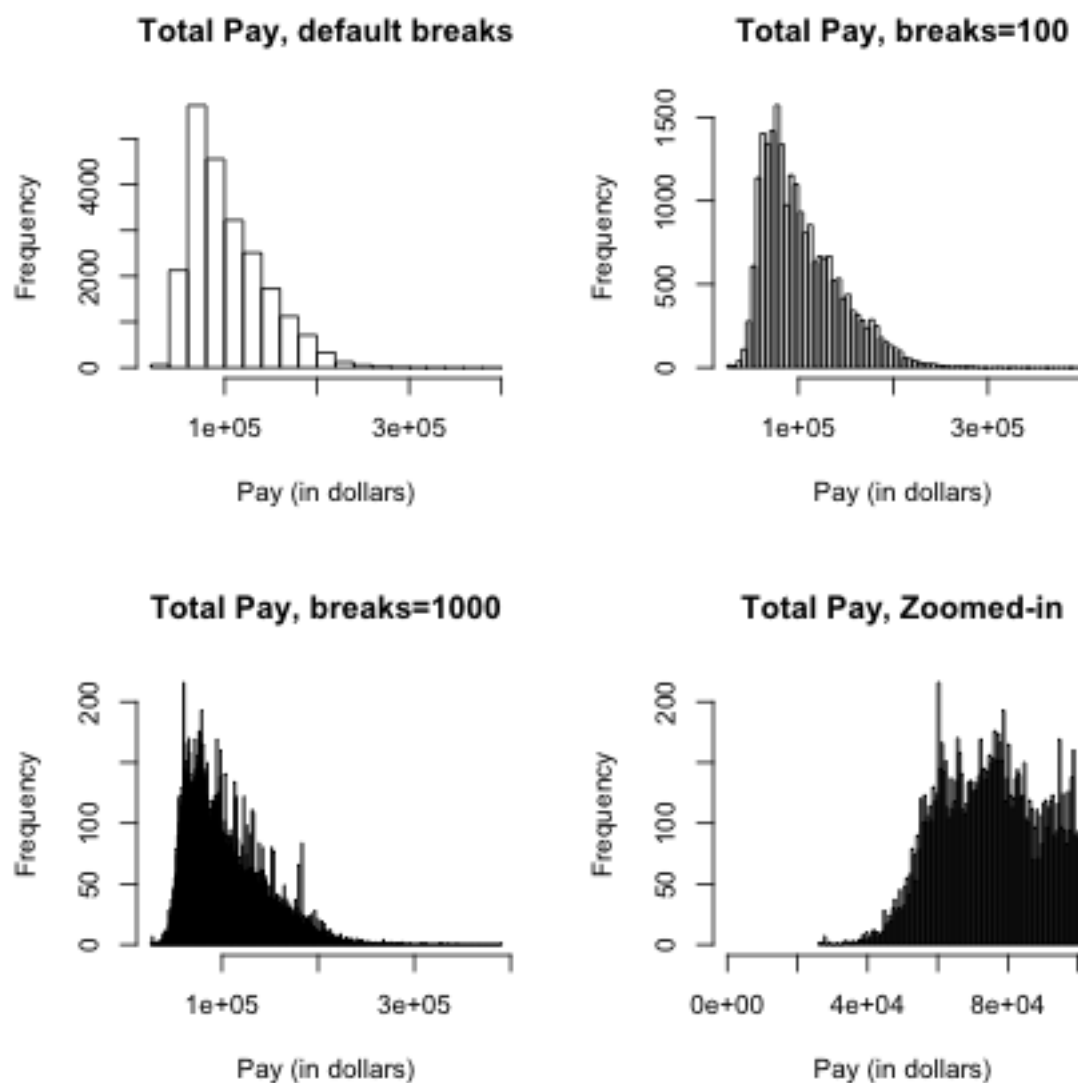 Total Pay, default breaks
Frequency
0 2000 4000
1e+05 3e+05
Pay (in dollars)
Total Pay, breaks=100
Frequency
0 500 1000 1500
1e+05 3e+05
Pay (in dollars)
Total Pay, breaks=1000
Frequency
0 50 100 200
1e+05 3e+05
Pay (in dollars)
Total Pay, Zoomed-in
Frequency
0 50 100 200
0e+00 4e+04 8e+04
Pay (in dollars)